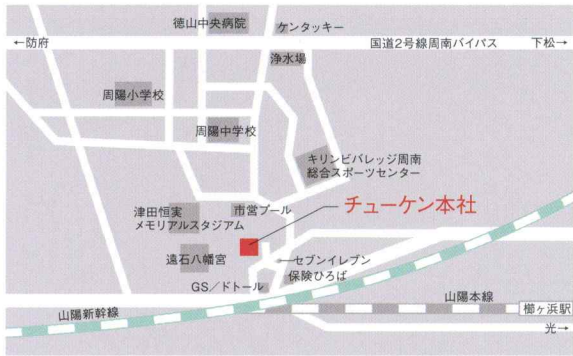 徳山中央病院
ケンタッキー
←防府
国道2号線周南バイパス
下松→
浄水場
周陽小学校
周陽中学校
キリンビバレッジ周南
総合スポーツセンター
津田恒実
メモリアルスタジアム
市営プール
チューケン本社
遠石八幡宮
セブンイレブン
保険ひろば
GS／ドトール
山陽新幹線
山陽本線
櫛ヶ浜駅
光→